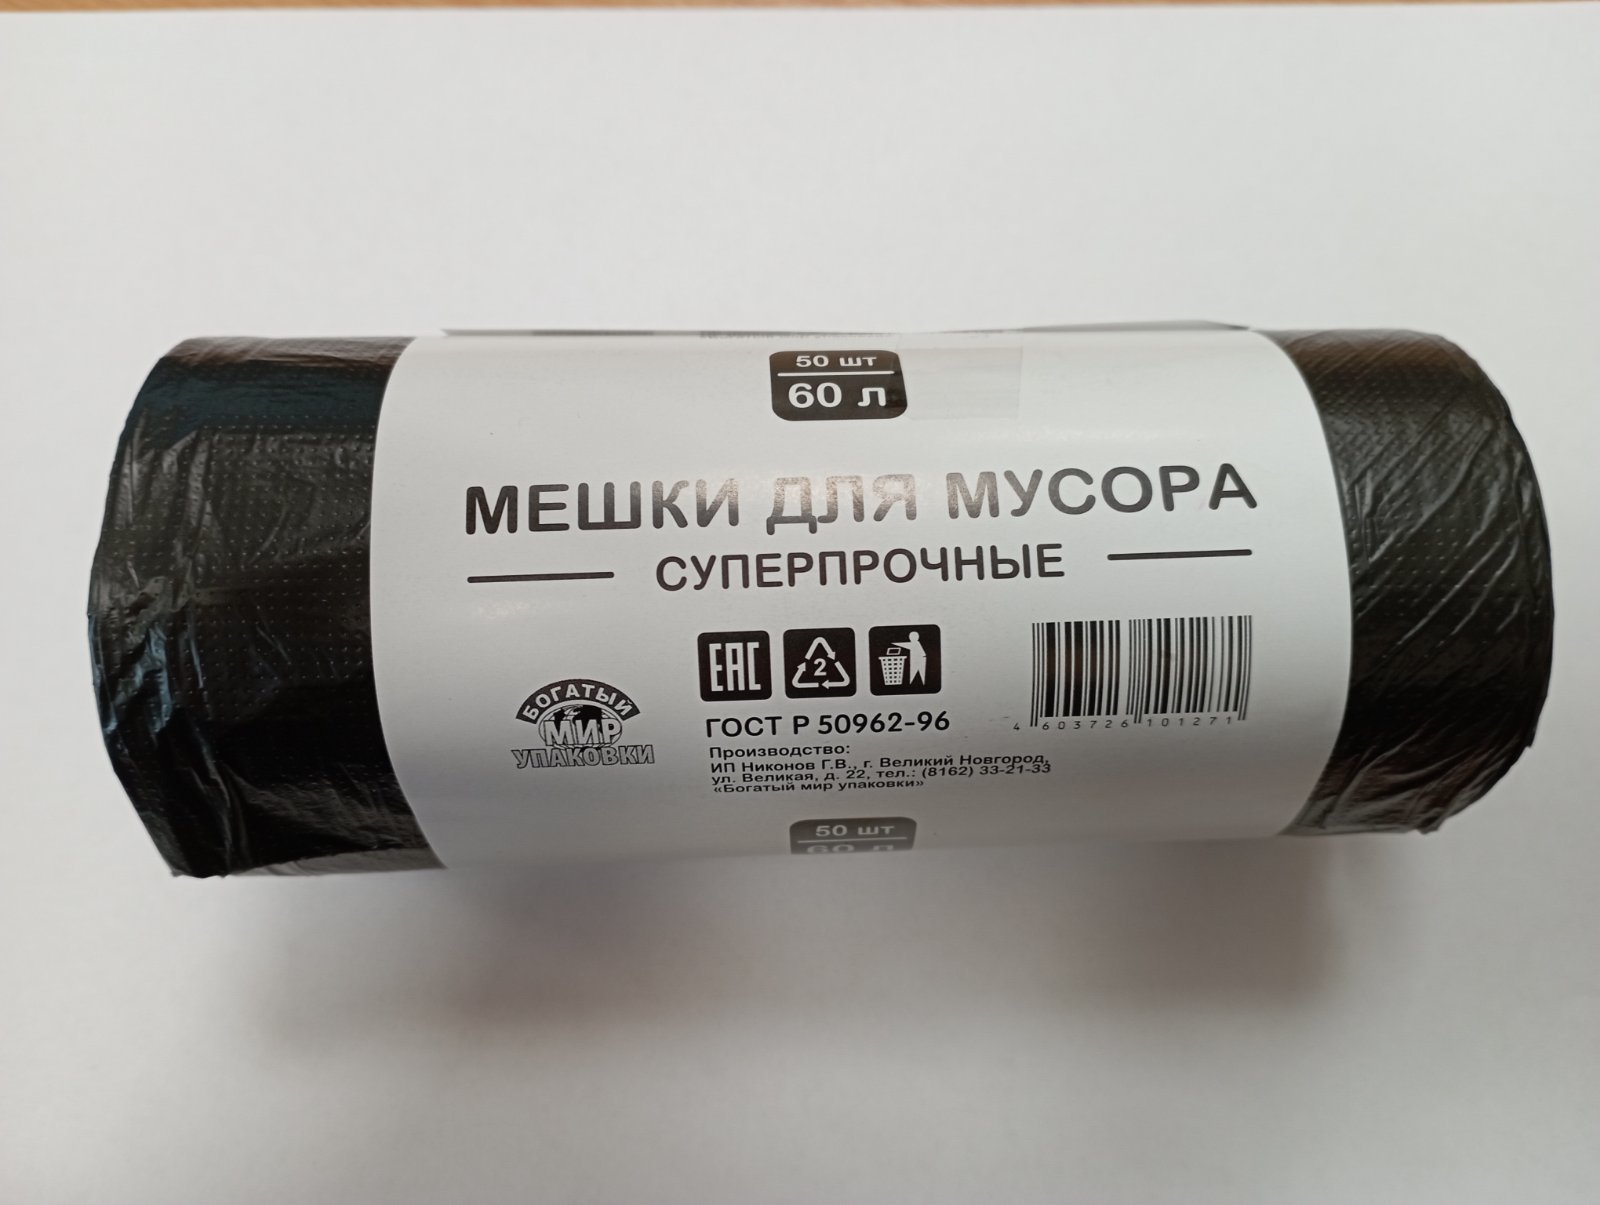 50 шт
60 л
МЕШКИ ДЛЯ МУСОРА
СУПЕРПРОЧНЫЕ
EAC
2
БОГАТЫЙ
МИР
УПАКОВКИ
ГОСТ Р 50962-96
Производство:
ИП Никонов Г.В., г. Великий Новгород,
ул. Великая, д. 22, тел.: (8162) 33-21-33
«Богатый мир упаковки»
4 603726 101271
50 шт
60 л